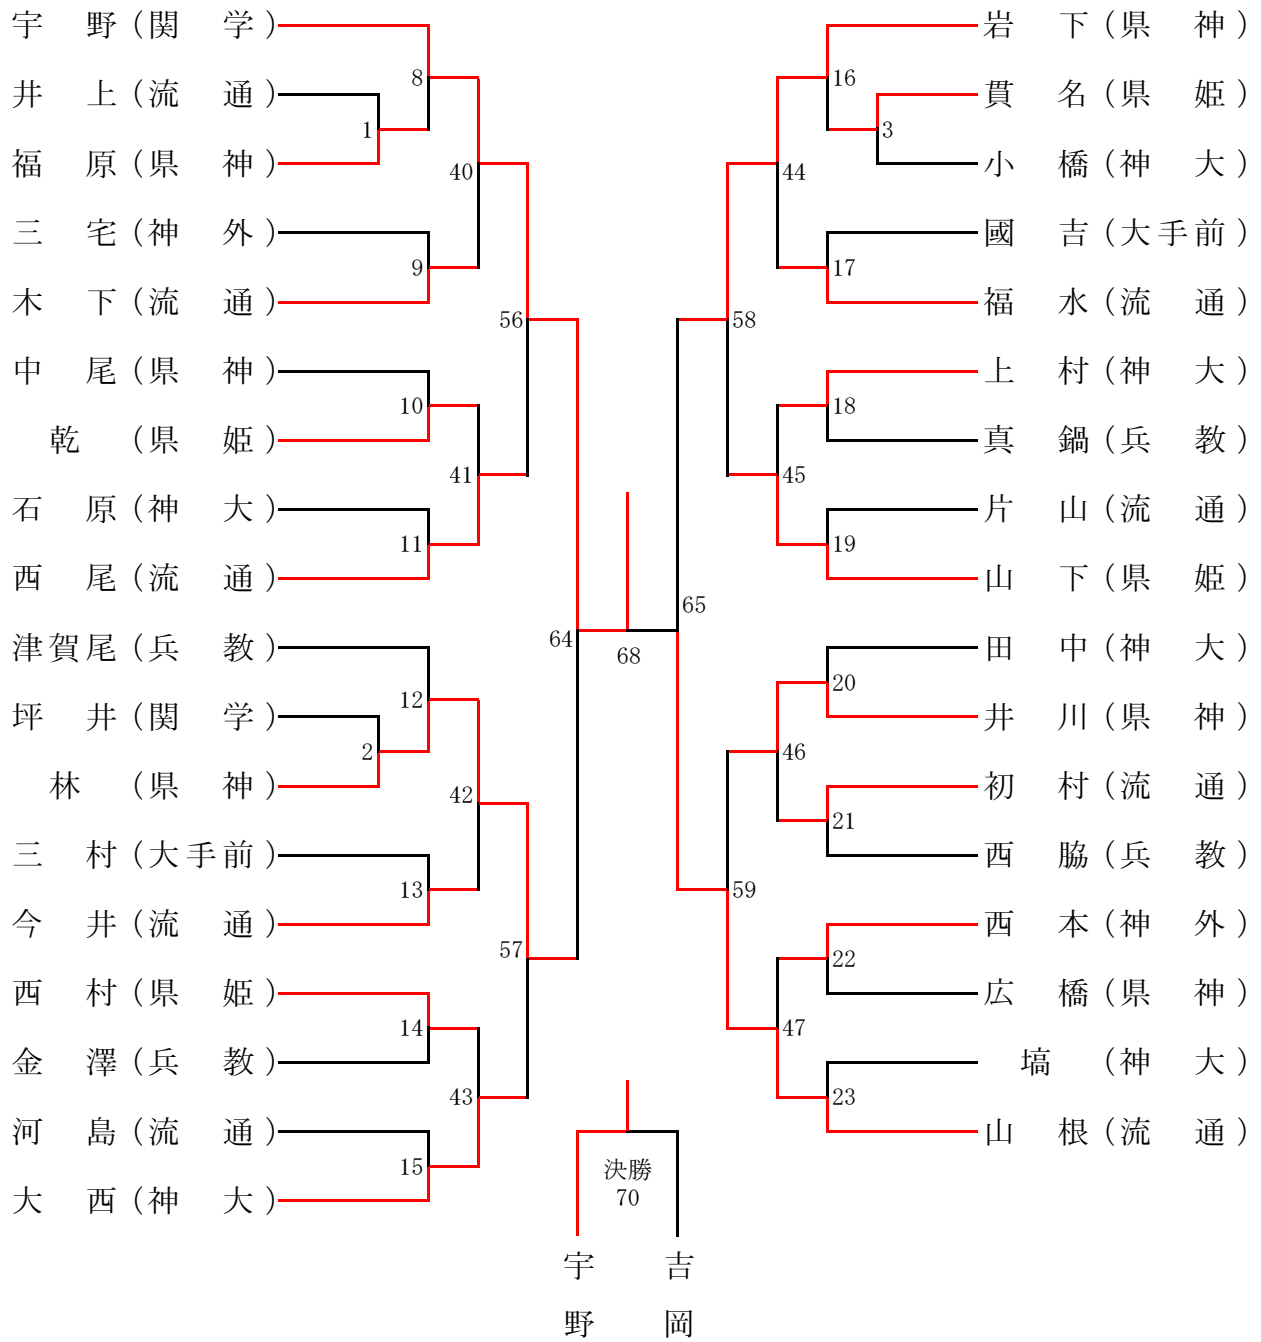 宇野(関学)
井上(流通)
福原(県神)
三宅(神外)
木下(流通)
中尾(県神)
乾(県姫)
石原(神大)
西尾(流通)
津賀尾(兵教)
坪井(関学)
林(県神)
三村(大手前)
今井(流通)
西村(県姫)
金澤(兵教)
河島(流通)
大西(神大)
1
2
8
9
10
11
12
13
14
15
40
41
42
43
56
57
64
68
65
58
59
44
45
46
47
16
17
18
19
20
21
22
23
3
岩下(県神)
貫名(県姫)
小橋(神大)
國吉(大手前)
福水(流通)
上村(神大)
真鍋(兵教)
片山(流通)
山下(県姫)
田中(神大)
井川(県神)
初村(流通)
西脇(兵教)
西本(神外)
広橋(県神)
塙(神大)
山根(流通)
決勝
70
宇野
吉岡